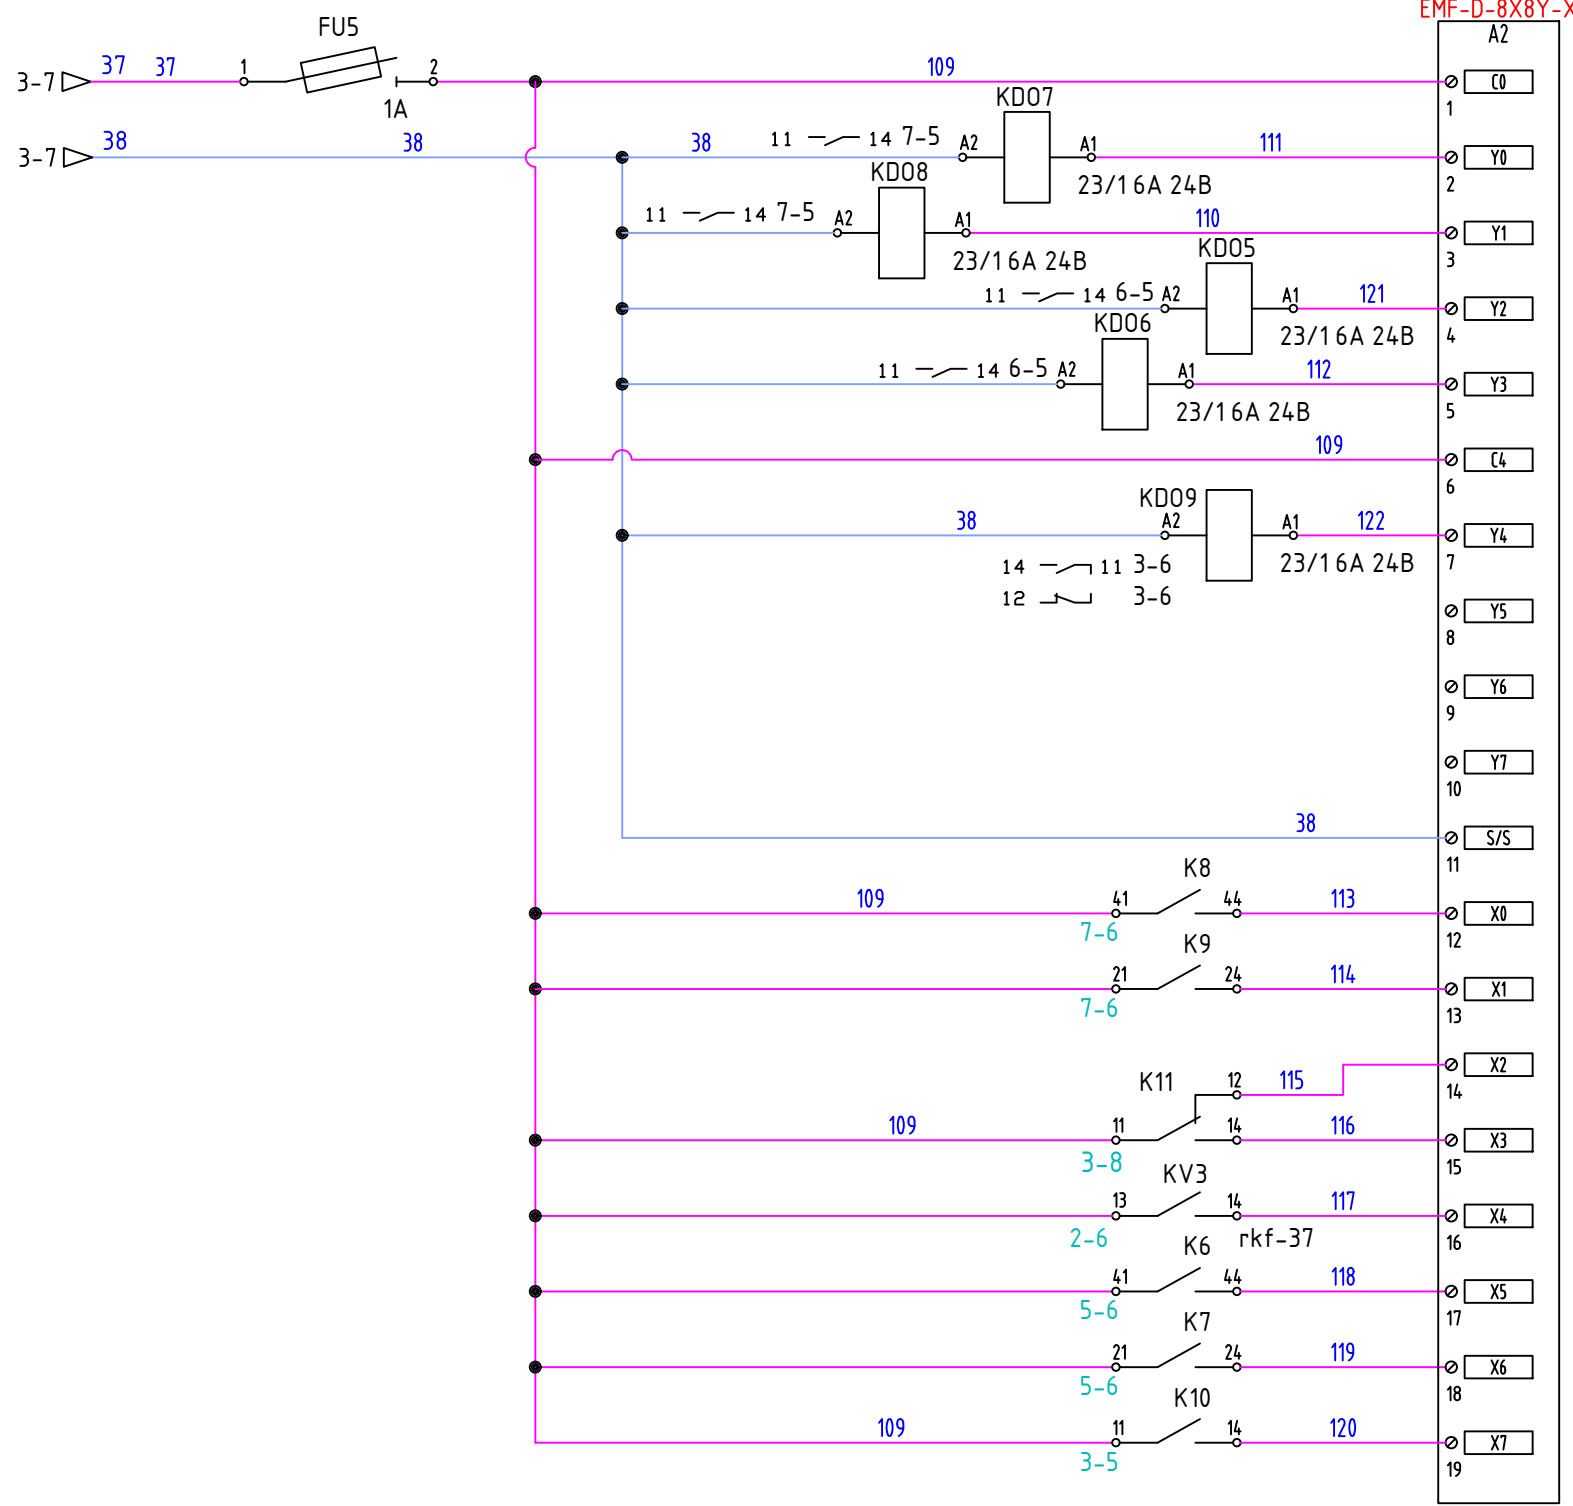 EMF-D-8X8Y-X
A2
FU5
3-7 37 37 1 2 109 C0
1A 1
KDO7
3-7 38 38 38 11 14 7-5 A2 A1 111 Y0
23/16A 24B 2
KDO8
11 14 7-5 A2 A1 110 Y1
23/16A 24B 3
KDO5
11 14 6-5 A2 A1 121 Y2
23/16A 24B 4
KDO6
11 14 6-5 A2 A1 112 Y3
23/16A 24B 5
109 C4
6
KDO9
38 A2 A1 122 Y4
14 11 3-6 23/16A 24B 7
12 3-6
Y5
8
Y6
9
Y7
10
38 S/S
11
K8
109 41 44 113 X0
7-6 12
K9
21 24 114 X1
7-6 13
X2
K11 12 115 14
109 11 14 116 X3
3-8 15
KV3
13 14 117 X4
2-6 rkf-37 16
K6
41 44 118 X5
5-6 17
K7
21 24 119 X6
5-6 18
K10
109 11 14 120 X7
3-5 19